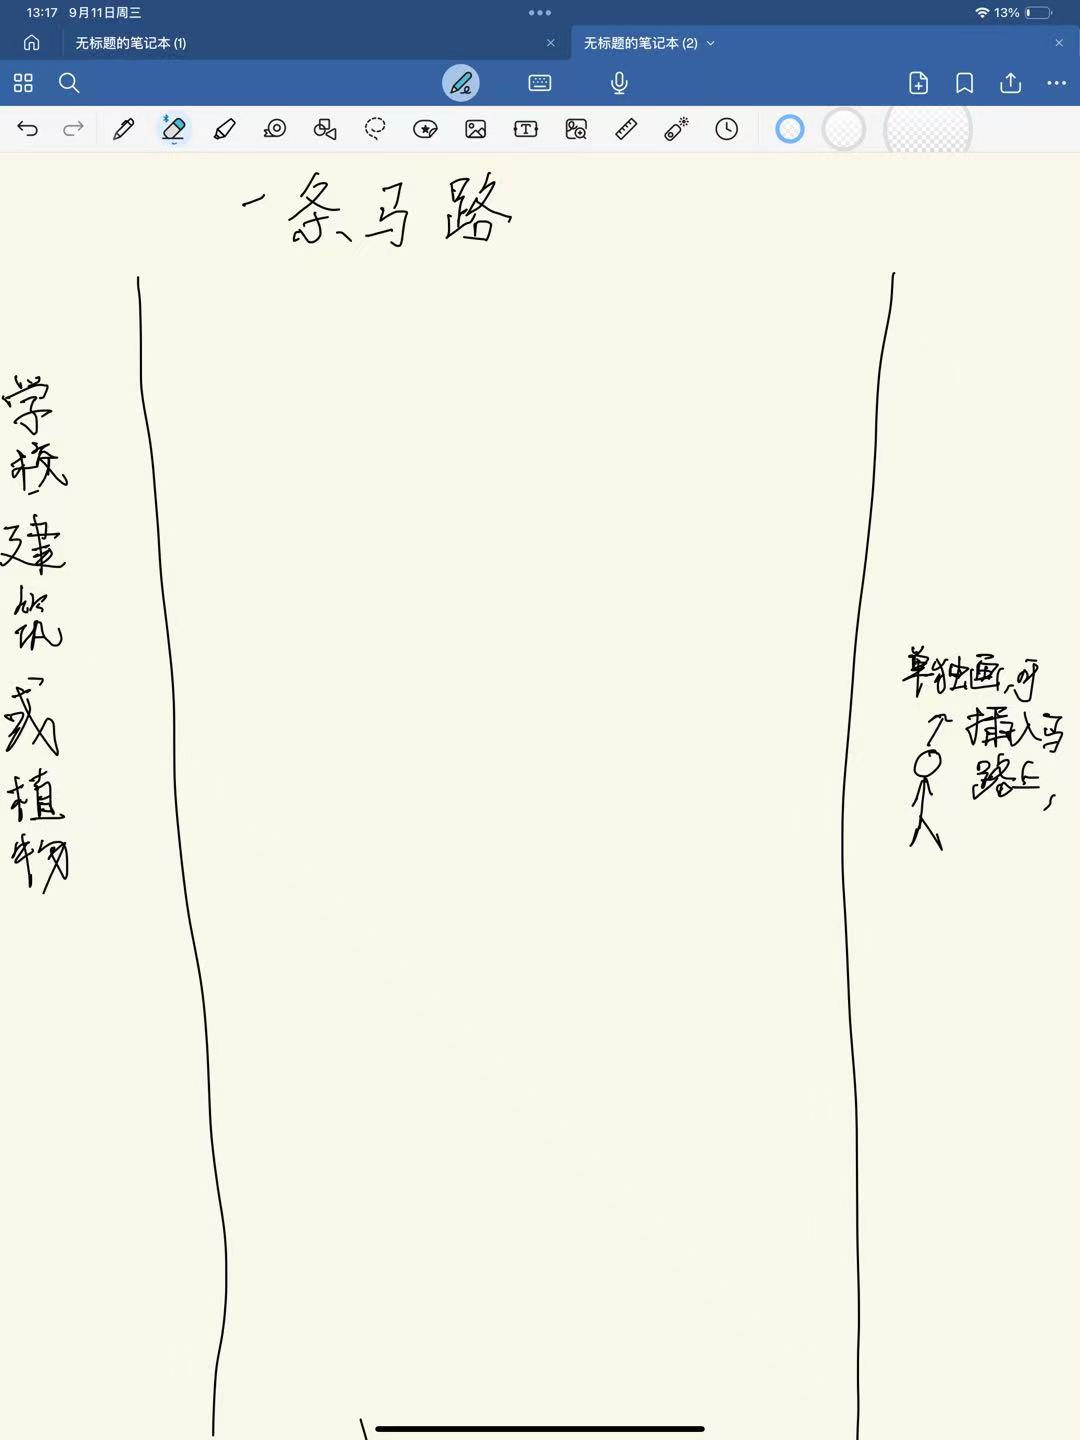 13:17 9月11日周三
13%
无标题的笔记本 (1)
无标题的笔记本 (2)
一条马路
学校建筑或植物
单独画,可
插入马
路上,